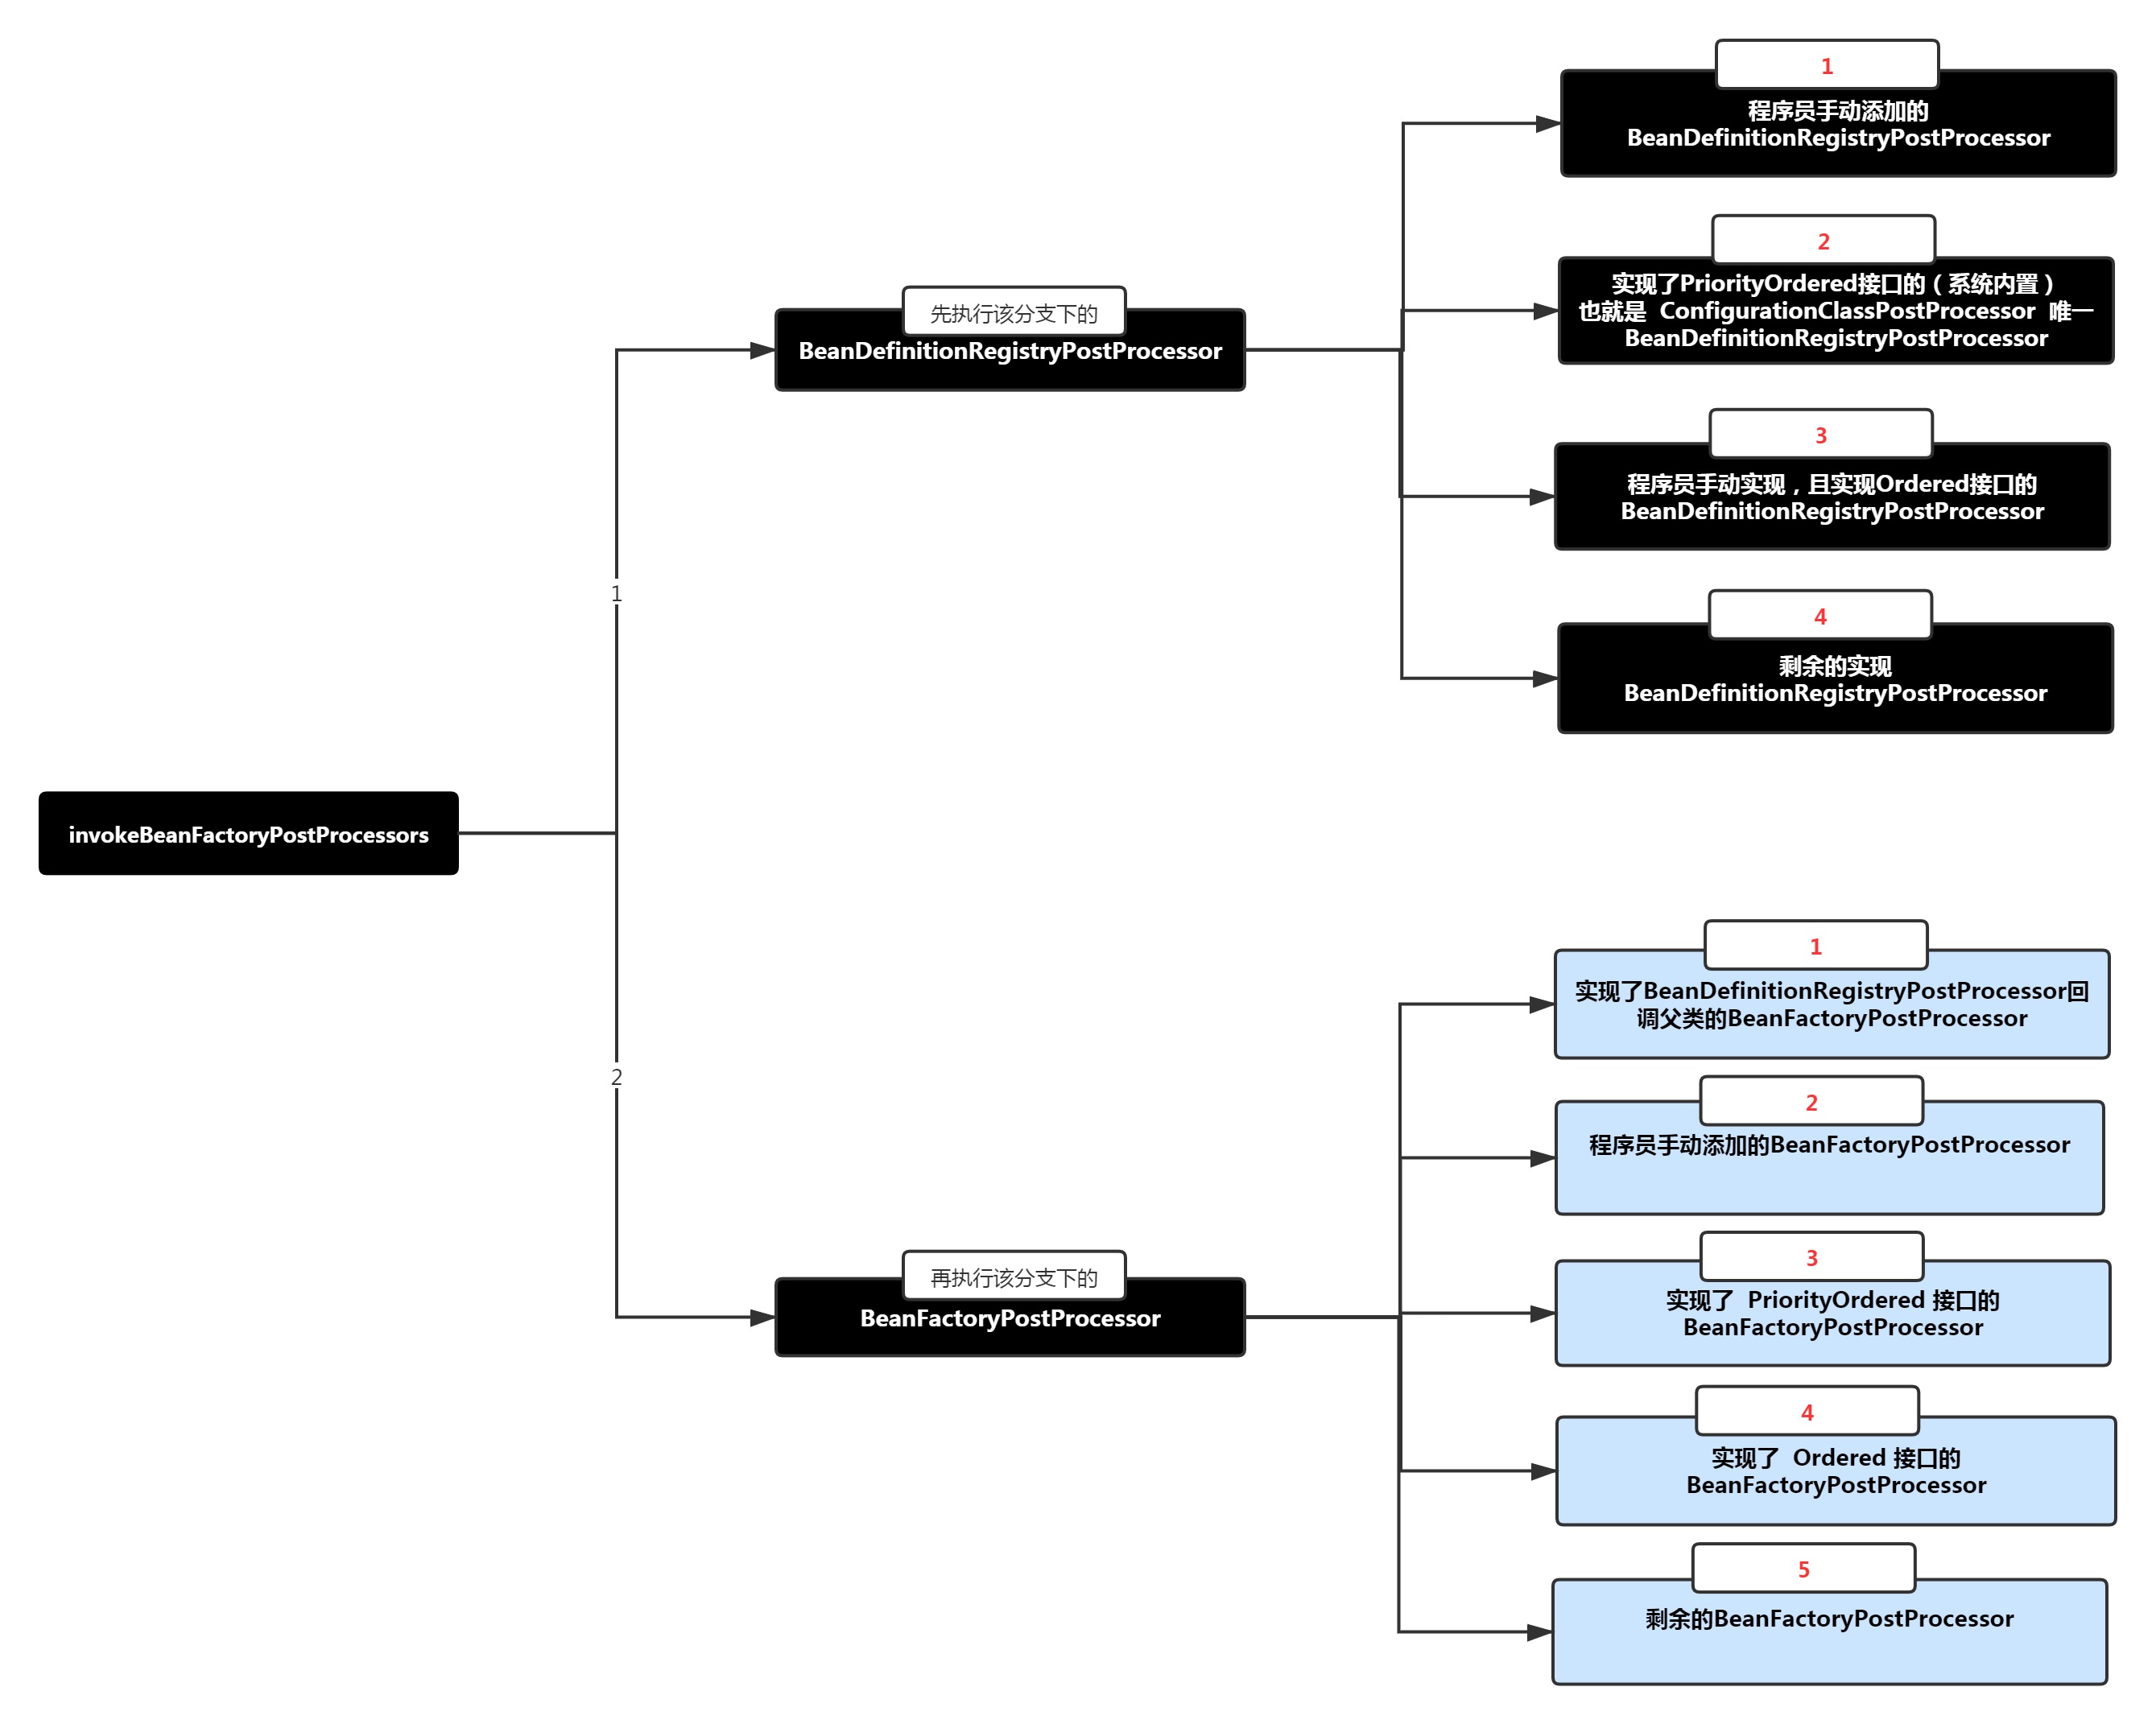 invokeBeanFactoryPostProcessors
1
2
先执行该分支下的
BeanDefinitionRegistryPostProcessor
1
程序员手动添加的
BeanDefinitionRegistryPostProcessor
2
实现了PriorityOrdered接口的（系统内置）
也就是 ConfigurationClassPostProcessor 唯一
BeanDefinitionRegistryPostProcessor
3
程序员手动实现，且实现Ordered接口的
BeanDefinitionRegistryPostProcessor
4
剩余的实现
BeanDefinitionRegistryPostProcessor
再执行该分支下的
BeanFactoryPostProcessor
1
实现了BeanDefinitionRegistryPostProcessor回
调父类的BeanFactoryPostProcessor
2
程序员手动添加的BeanFactoryPostProcessor
3
实现了 PriorityOrdered 接口的
BeanFactoryPostProcessor
4
实现了 Ordered 接口的
BeanFactoryPostProcessor
5
剩余的BeanFactoryPostProcessor